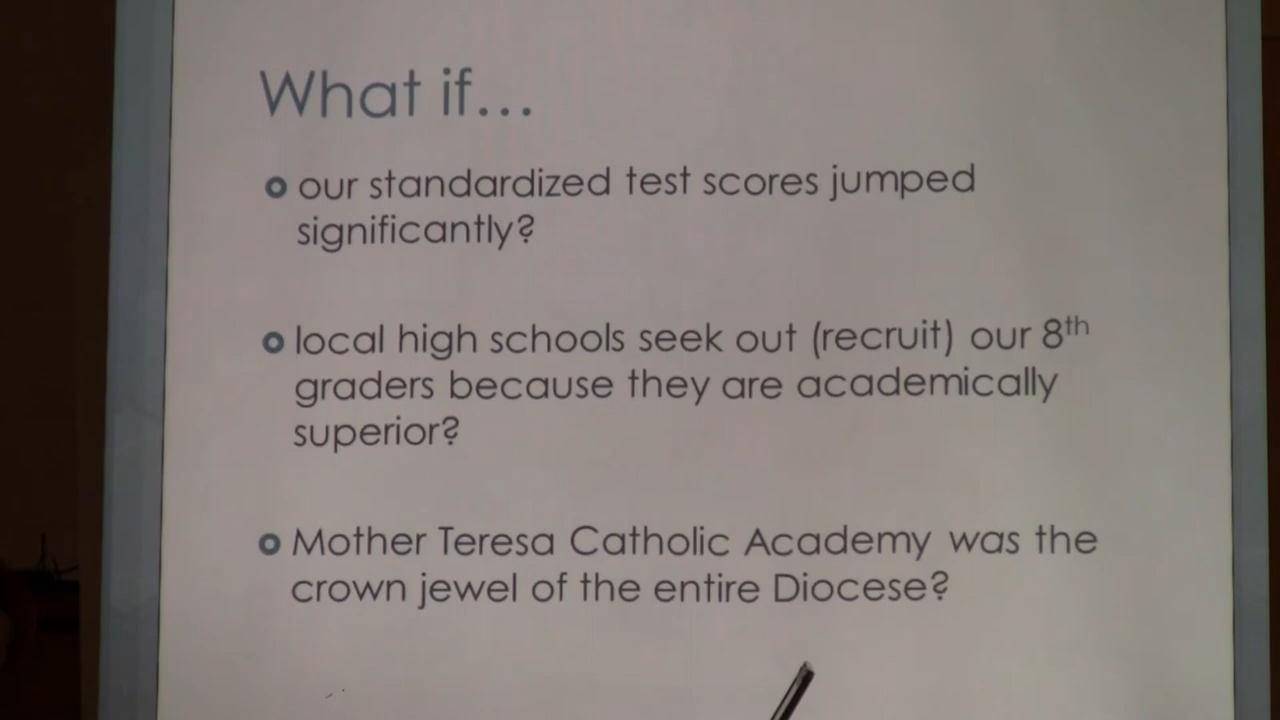 What if...
our standardized test scores jumped
significantly?
local high schools seek out (recruit) our 8th
graders because they are academically
superior?
Mother Teresa Catholic Academy was the
crown jewel of the entire Diocese?